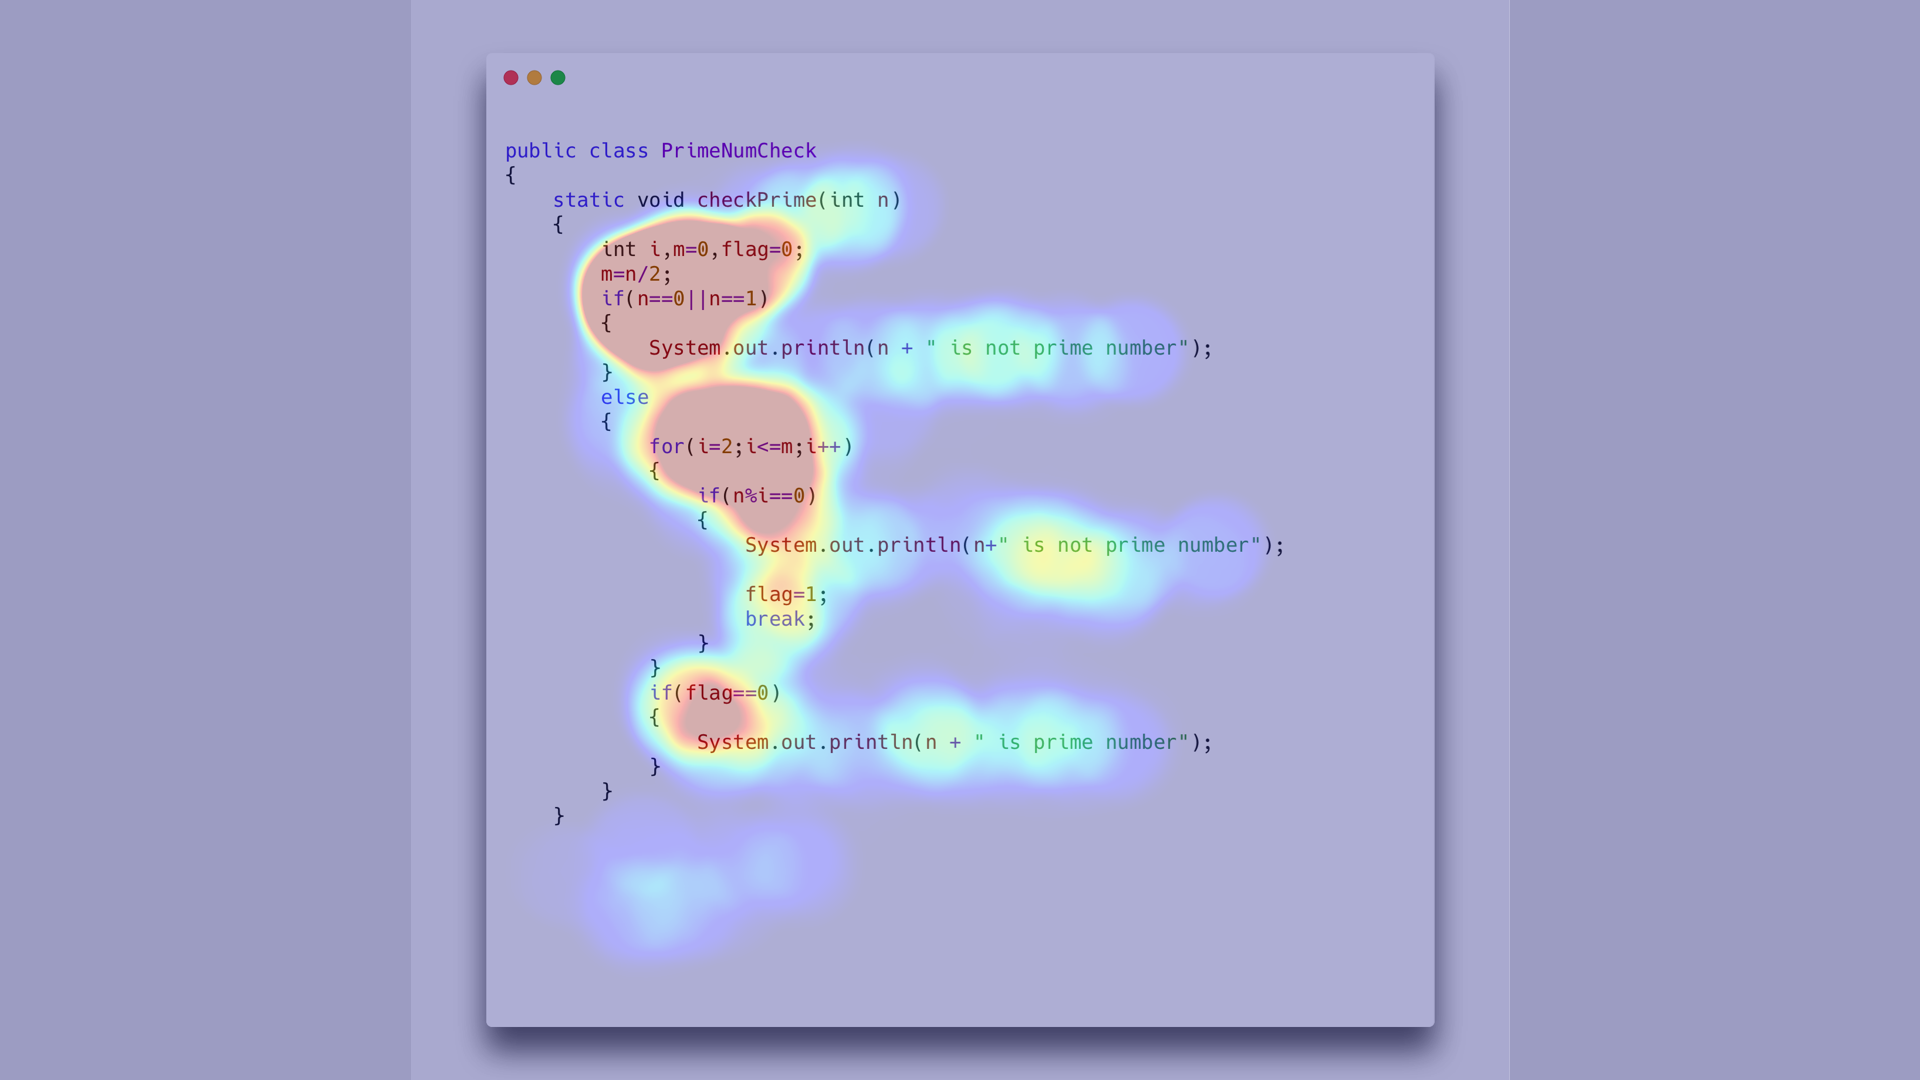 public class PrimeNumCheck
{
    static void checkPrime(int n)
    {
        int i,m=0,flag=0;
        m=n/2;
        if(n==0||n==1)
        {
            System.out.println(n + " is not prime number");
        }
        else
        {
            for(i=2;i<=m;i++)
            {
                if(n%i==0)
                {
                    System.out.println(n+" is not prime number");
                    flag=1;
                    break;
                }
            }
            if(flag==0)
            {
                System.out.println(n + " is prime number");
            }
        }
    }